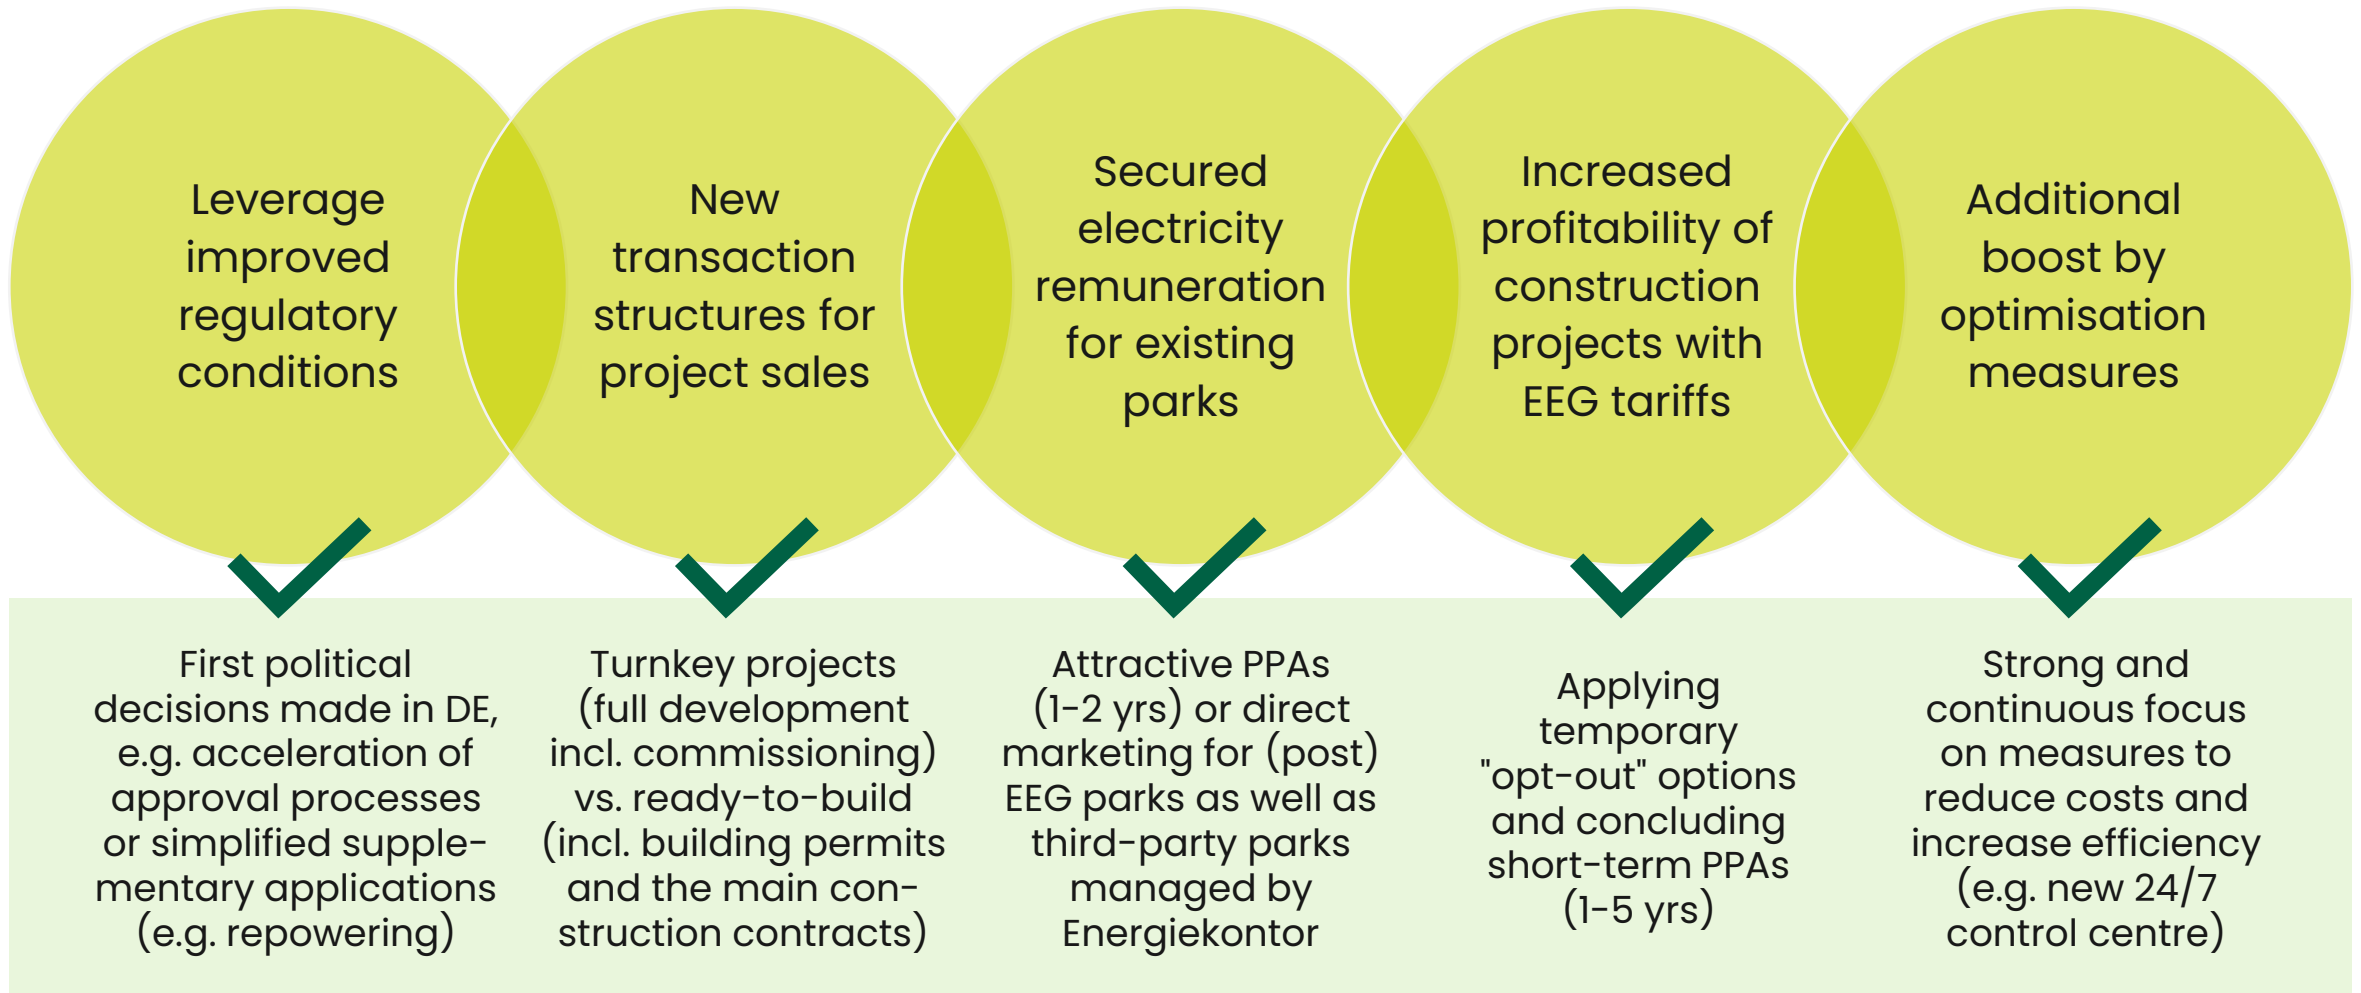 Leverage
improved
regulatory
conditions
New
transaction
structures for
project sales
Secured
electricity
remuneration
for existing
parks
Increased
profitability of
construction
projects with
EEG tariffs
Additional
boost by
optimisation
measures
First political
decisions made in DE,
e.g. acceleration of
approval processes
or simplified supple-
mentary applications
(e.g. repowering)
Turnkey projects
(full development
incl. commissioning)
vs. ready-to-build
(incl. building permits
and the main con-
struction contracts)
Attractive PPAs
(1-2 yrs) or direct
marketing for (post)
EEG parks as well as
third-party parks
managed by
Energiekontor
Applying
temporary
"opt-out" options
and concluding
short-term PPAs
(1-5 yrs)
Strong and
continuous focus
on measures to
reduce costs and
increase efficiency
(e.g. new 24/7
control centre)